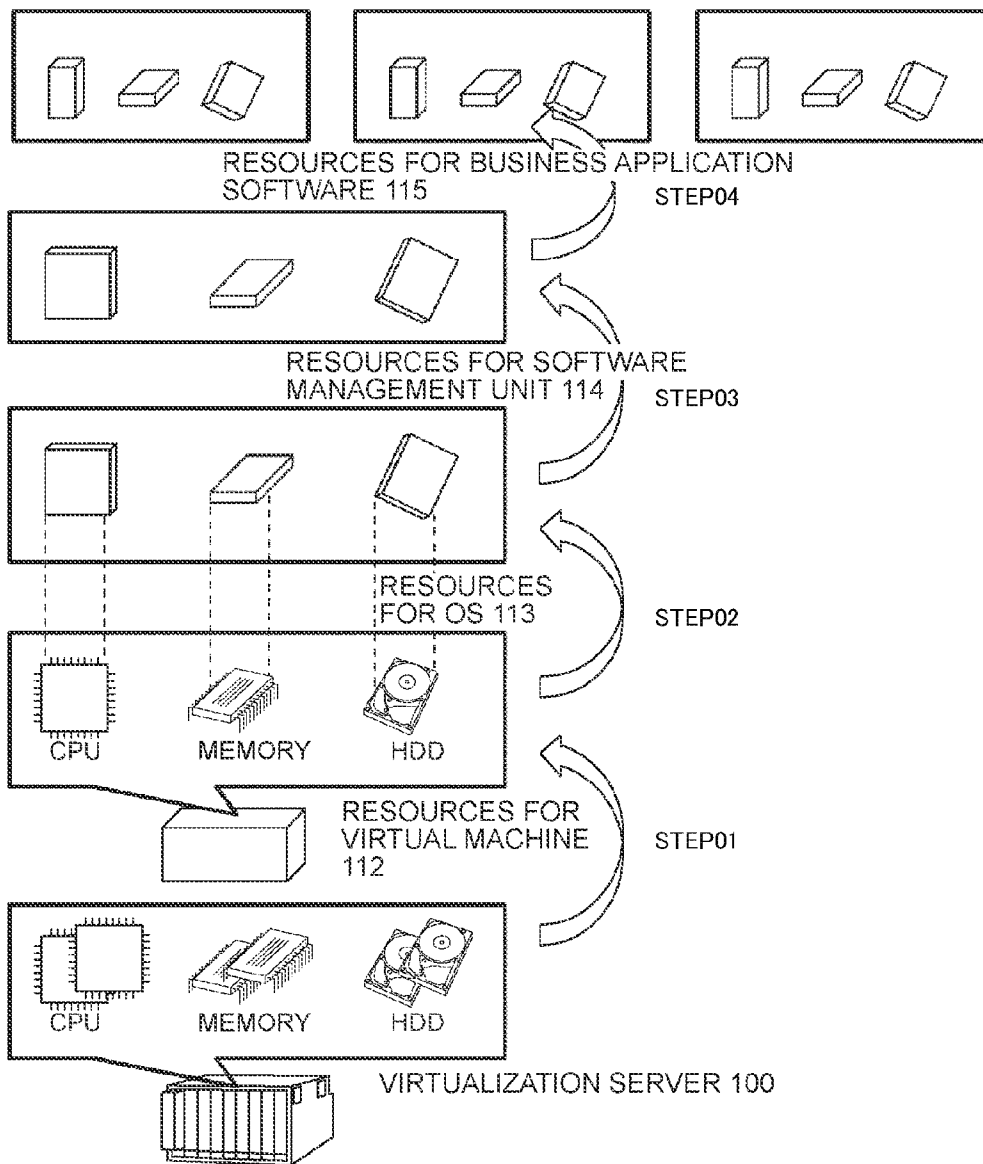 RESOURCES FOR BUSINESS APPLICATION
SOFTWARE 115
STEP04
RESOURCES FOR SOFTWARE
MANAGEMENT UNIT 114
STEP03
RESOURCES
FOR OS 113
STEP02
CPU
MEMORY
HDD
RESOURCES FOR
VIRTUAL MACHINE
112
STEP01
CPU
MEMORY
HDD
VIRTUALIZATION SERVER 100